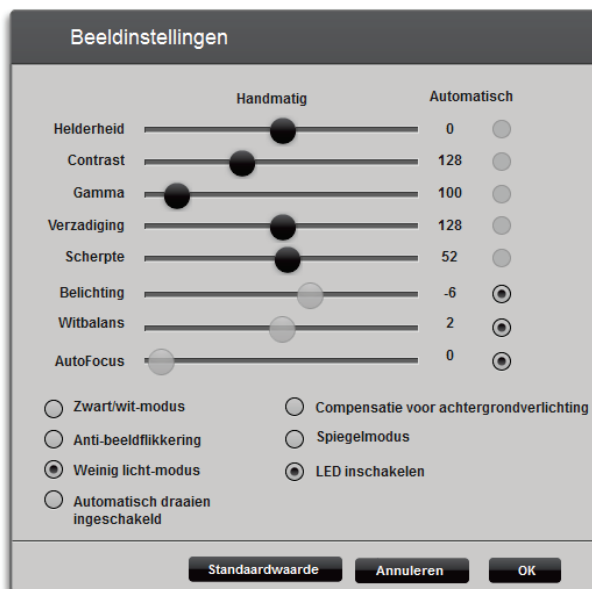 Beeldinstellingen
Handmatig Automatisch
Helderheid 0
Contrast 128
Gamma 100
Verzadiging 128
Scherpte 52
Belichting -6
Witbalans 2
AutoFocus 0
Zwart/wit-modus
Anti-beeldflikkering
Weinig licht-modus
Automatisch draaien
ingeschakeld
Compensatie voor achtergrondverlichting
Spiegelmodus
LED inschakelen
Standaardwaarde Annuleren OK